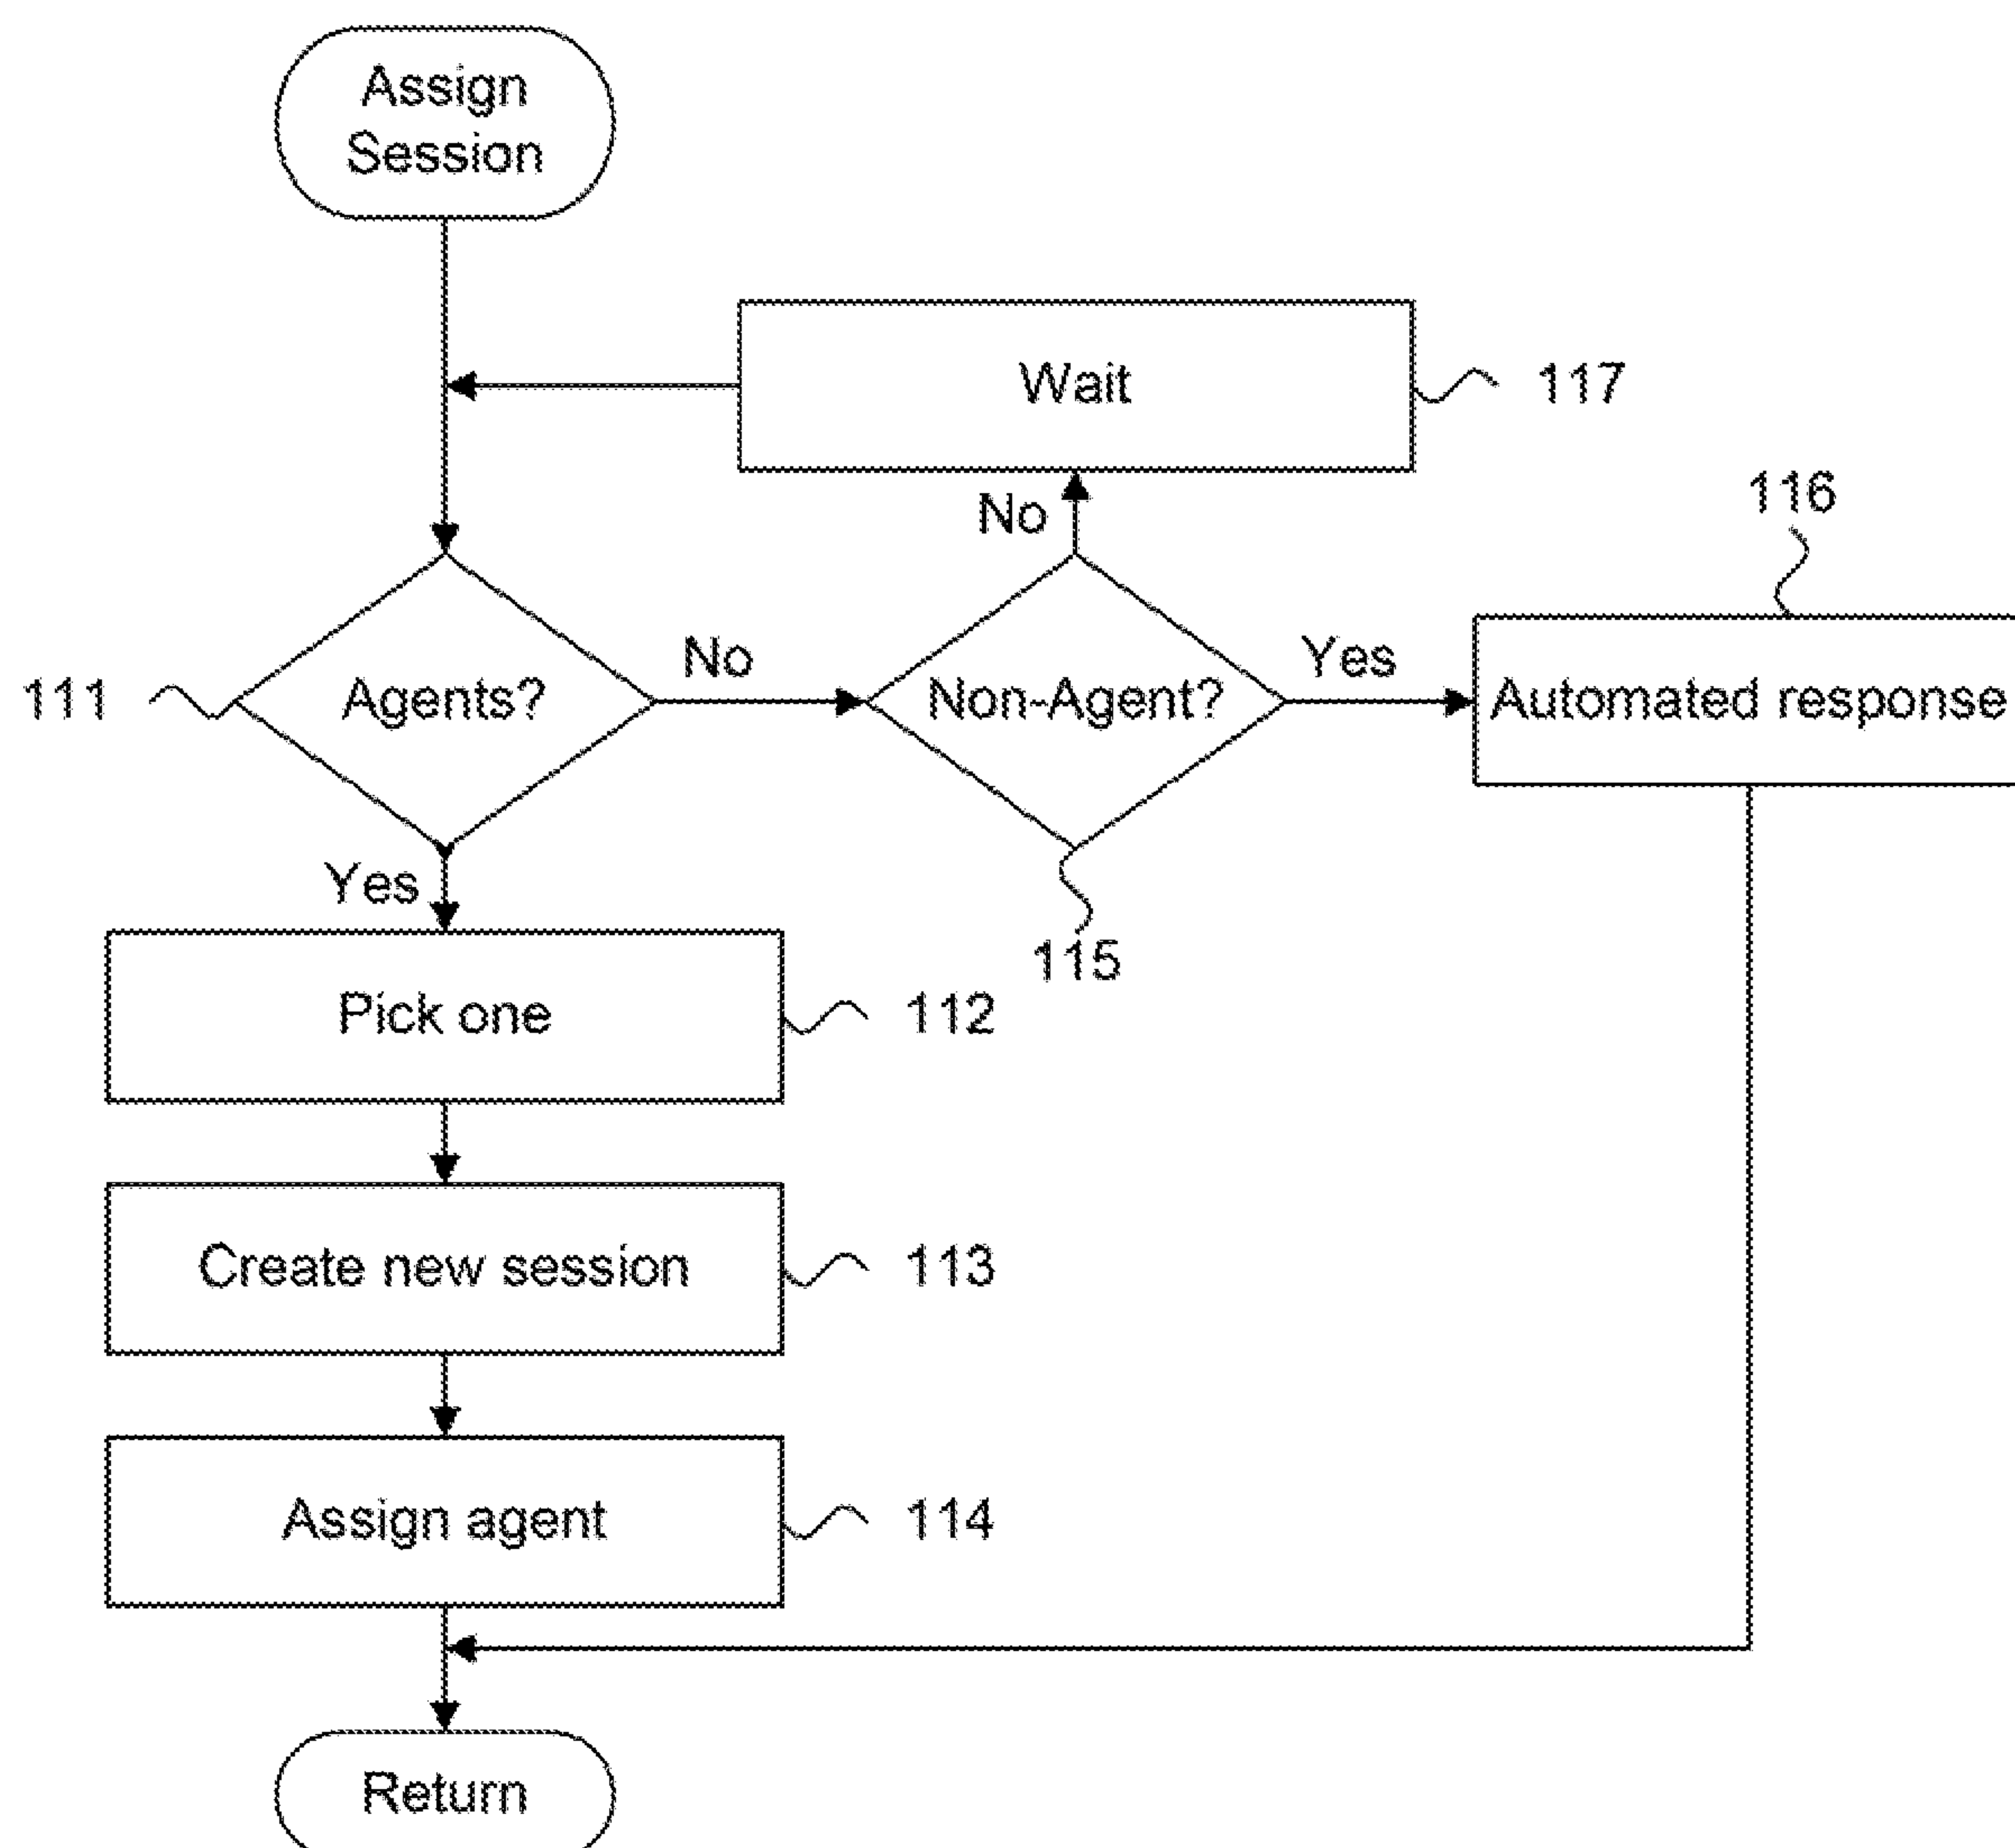 Assign
Session
Wait
117
No
116
111
Agents?
No
Non-Agent?
Yes
Automated response
Yes
115
Pick one
112
Create new session
113
Assign agent
114
Return